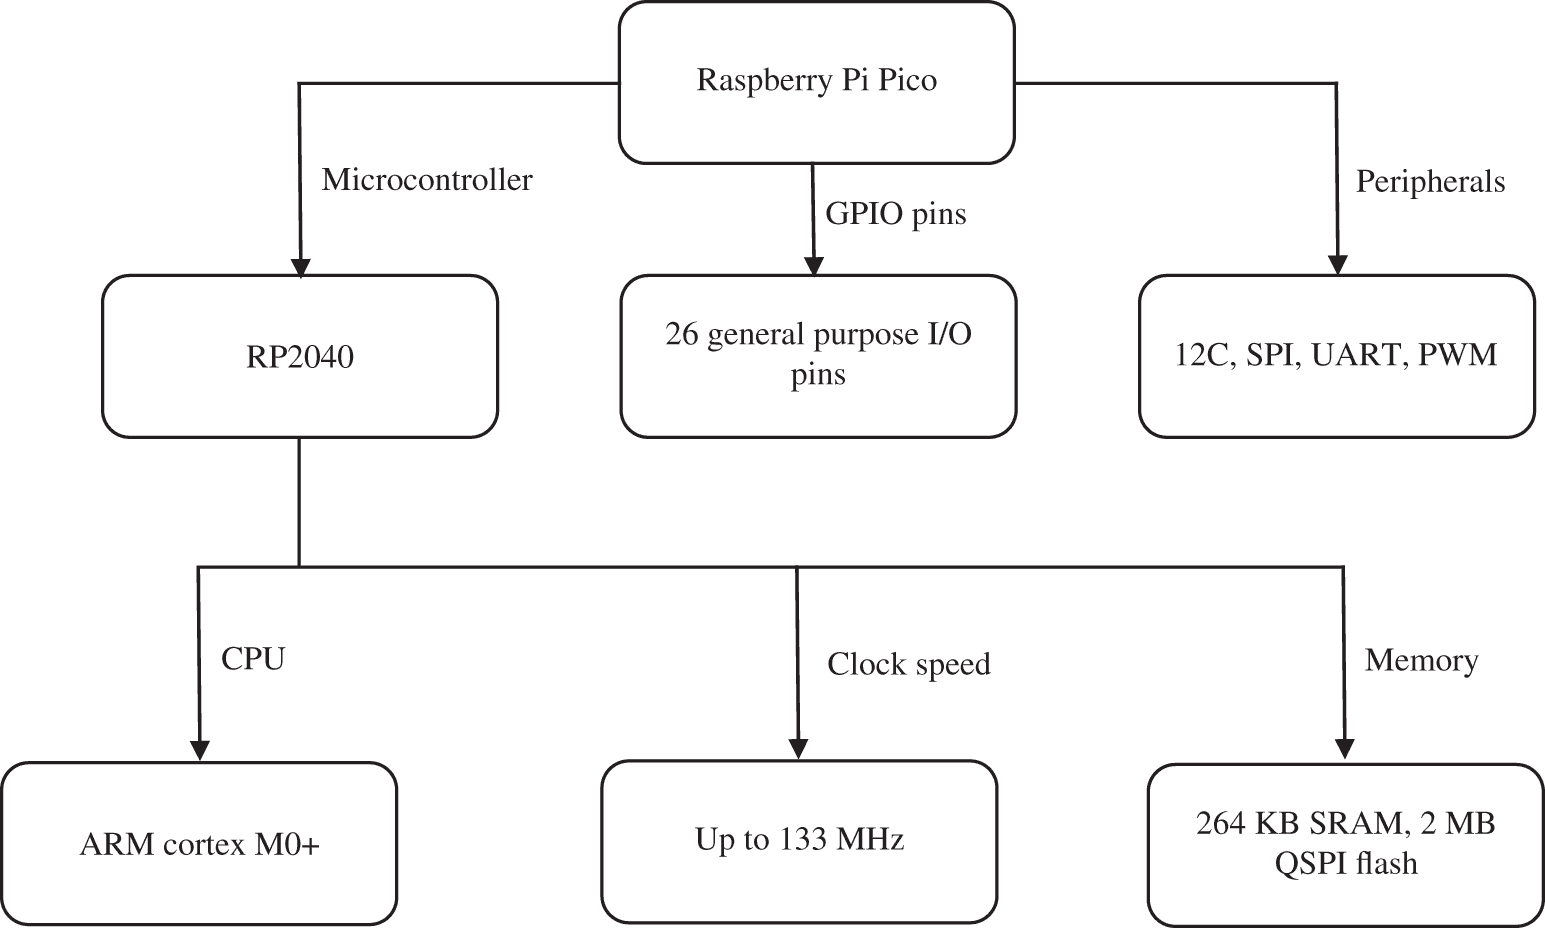 Raspberry Pi Pico
Microcontroller
GPIO pins
Peripherals
RP2040
26 general purpose I/O
pins
12C, SPI, UART, PWM
CPU
Clock speed
Memory
ARM cortex M0+
Up to 133 MHz
264 KB SRAM, 2 MB
QSPI flash